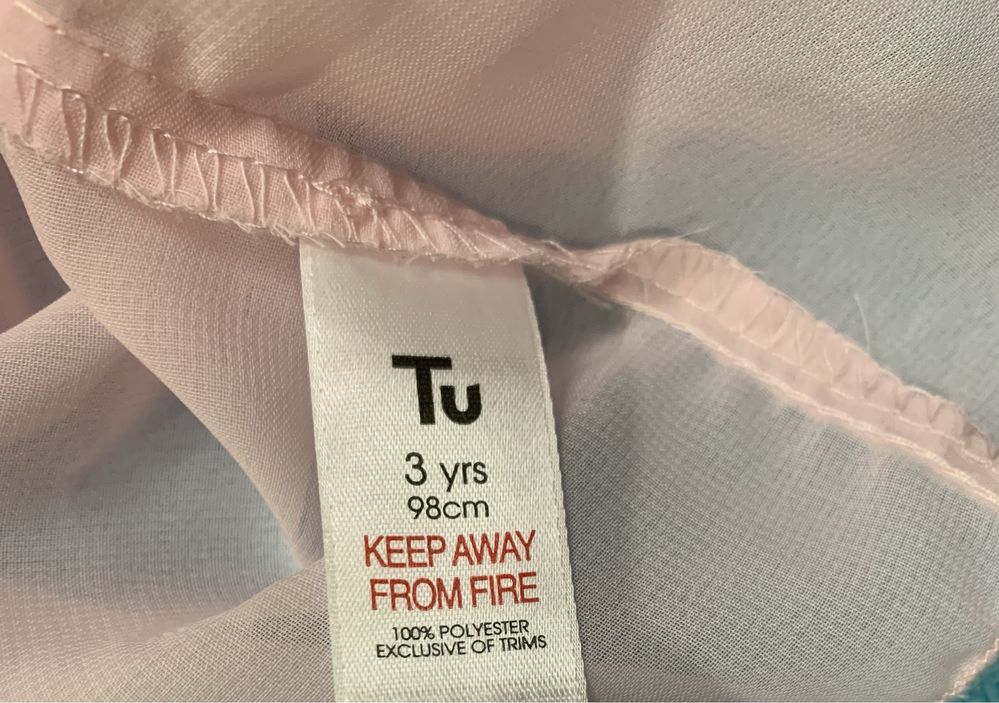 Tu
3 yrs
98cm
KEEP AWAY
FROM FIRE
100% POLYESTER
EXCLUSIVE OF TRIMS